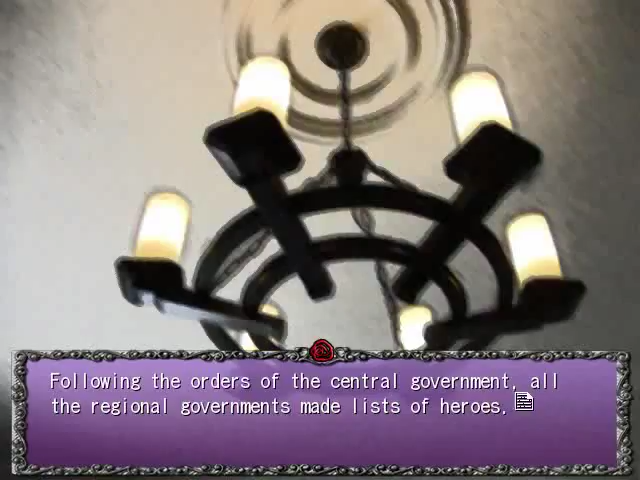 Following the orders of the central government, all
the regional governments made lists of heroes.